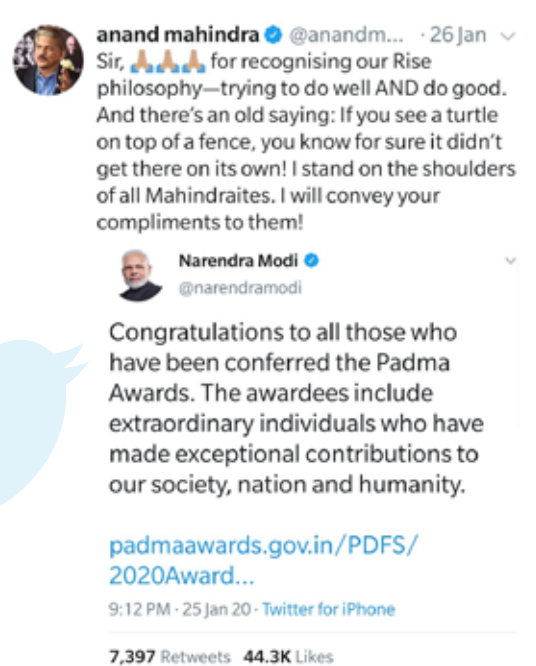 anand mahindra @anandm... · 26 Jan
Sir, 🙏🏽🙏🏽🙏🏽 for recognising our Rise
philosophy—trying to do well AND do good.
And there's an old saying: If you see a turtle
on top of a fence, you know for sure it didn't
get there on its own! I stand on the shoulders
of all Mahindraites. I will convey your
compliments to them!
Narendra Modi
@narendramodi
Congratulations to all those who
have been conferred the Padma
Awards. The awardees include
extraordinary individuals who have
made exceptional contributions to
our society, nation and humanity.
padmaawards.gov.in/PDFS/
2020Award...
9:12 PM · 25 Jan 20 · Twitter for iPhone
7,397 Retweets 44.3K Likes